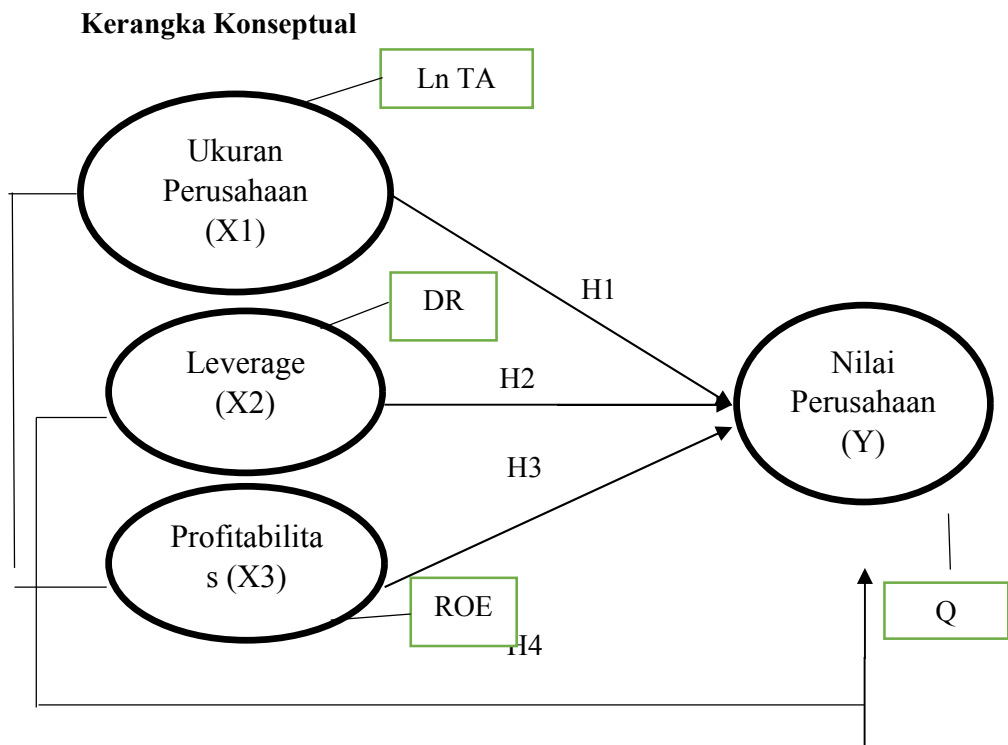 Kerangka Konseptual
Ln TA
Ukuran
Perusahaan
(X1)
H1
DR
Leverage
(X2)
H2
Nilai
Perusahaan
(Y)
H3
Profitabilita
s (X3)
ROE
Q
H4